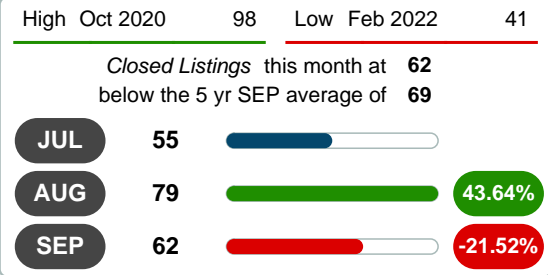 High Oct 2020 98 Low Feb 2022 41
Closed Listings this month at 62
below the 5 yr SEP average of 69
JUL 55
AUG 79 43.64%
SEP 62 -21.52%